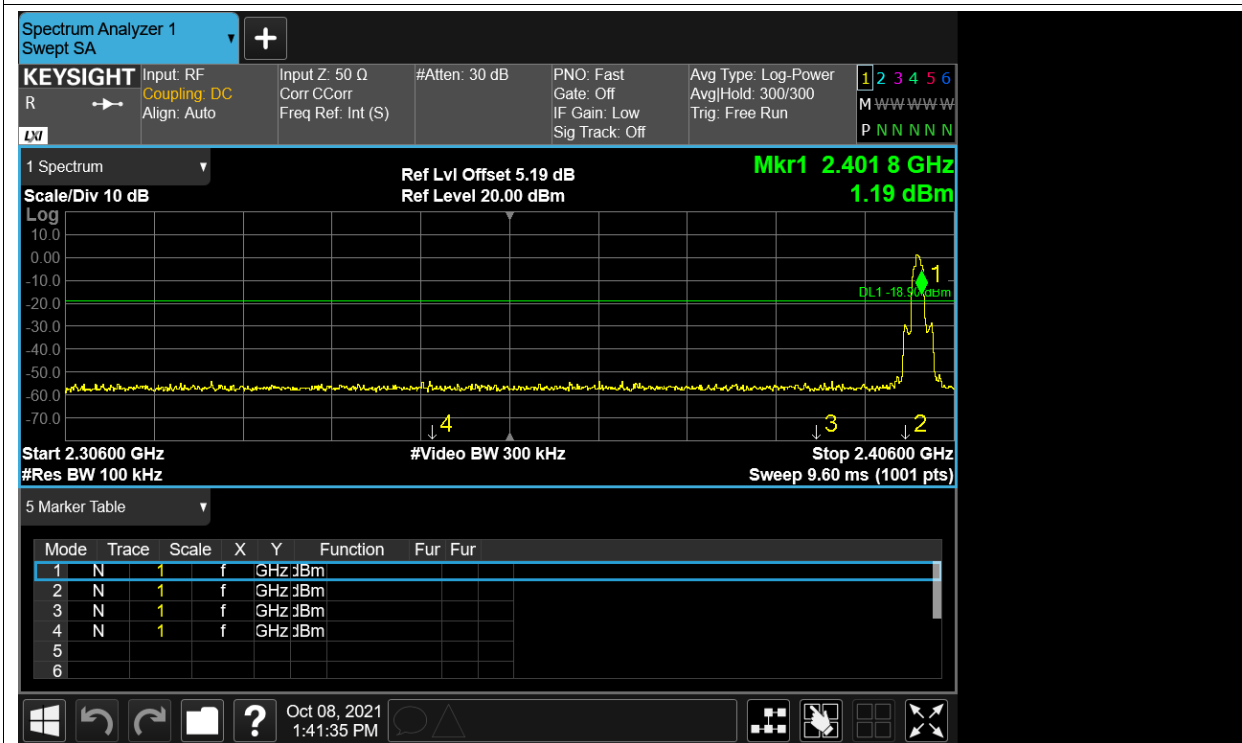 Spectrum Analyzer 1
Swept SA
KEYSIGHT
R
LXI
Input: RF
Coupling: DC
Align: Auto
Input Z: 50 Ω
Corr CCorr
Freq Ref: Int (S)
#Atten: 30 dB
PNO: Fast
Gate: Off
IF Gain: Low
Sig Track: Off
Avg Type: Log-Power
Avg|Hold: 300/300
Trig: Free Run
1 2 3 4 5 6
M W W W W W
P N N N N N
1 Spectrum
Scale/Div 10 dB
Log
Ref Lvl Offset 5.19 dB
Ref Level 20.00 dBm
Mkr1 2.401 8 GHz
1.19 dBm
10.0
0.00
-10.0
-20.0
-30.0
-40.0
-50.0
-60.0
-70.0
1
DL1 -18.90 dBm
4
3
2
Start 2.30600 GHz
#Video BW 300 kHz
Stop 2.40600 GHz
#Res BW 100 kHz
Sweep 9.60 ms (1001 pts)
5 Marker Table
Mode Trace Scale X Y Function Fur Fur
1 N 1 f GHz dBm
2 N 1 f GHz dBm
3 N 1 f GHz dBm
4 N 1 f GHz dBm
5
6
?
Oct 08, 2021
1:41:35 PM